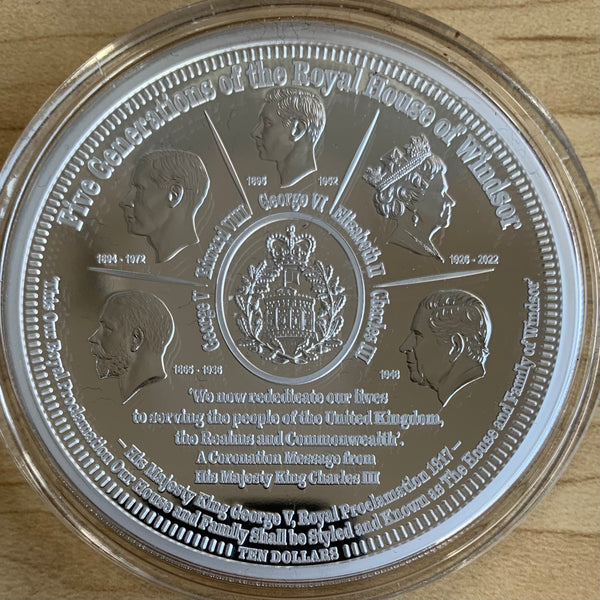 Five Generations of the Royal House of Windsor
1895 1952
George VI
1894 - 1972
Edward VIII
Elizabeth II
1926 - 2022
George V
1865 - 1936
Charles III
1948
'We now rededicate our lives
to serving the people of the United Kingdom,
the Realms and Commonwealth'.
A Coronation Message from
His Majesty King Charles III
—His Majesty King George V, Royal Proclamation 1917—
Our Royal Proclamation Our House and Family Shall be Styled and Known as The House and Family of Windsor'
TEN DOLLARS